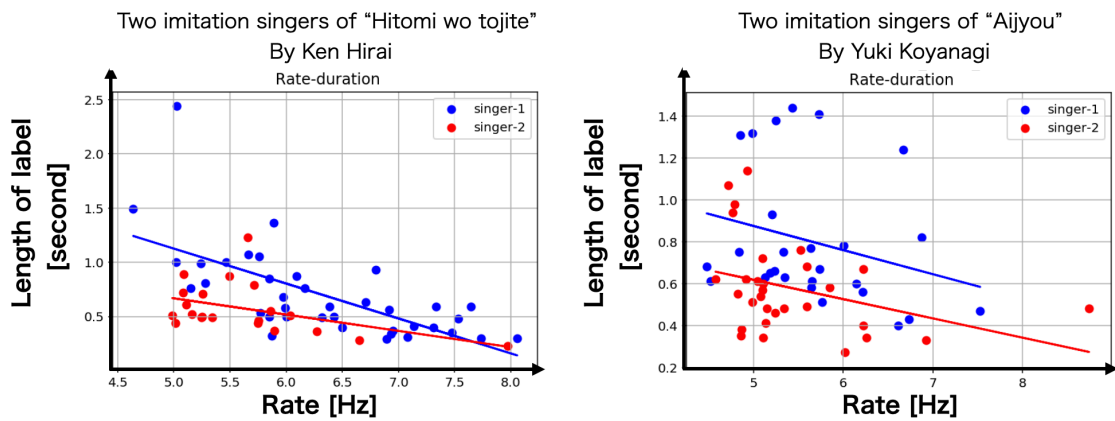 Two imitation singers of “Hitomi wo tojite”
By Ken Hirai
Rate-duration
singer-1
singer-2
2.5
2.0
1.5
1.0
0.5
Length of label
[second]
4.5 5.0 5.5 6.0 6.5 7.0 7.5 8.0
Rate [Hz]
Two imitation singers of “Aijyou”
By Yuki Koyanagi
Rate-duration
singer-1
singer-2
1.4
1.2
1.0
0.8
0.6
0.4
0.2
Length of label
[second]
5 6 7 8
Rate [Hz]